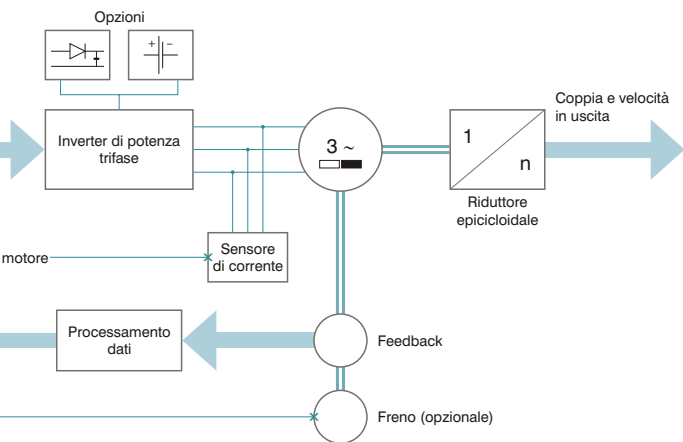 Opzioni
+ −
Inverter di potenza
trifase
3 ~
1
n
Coppia e velocità
in uscita
Riduttore
epicicloidale
motore
Sensore
di corrente
Processamento
dati
Feedback
Freno (opzionale)